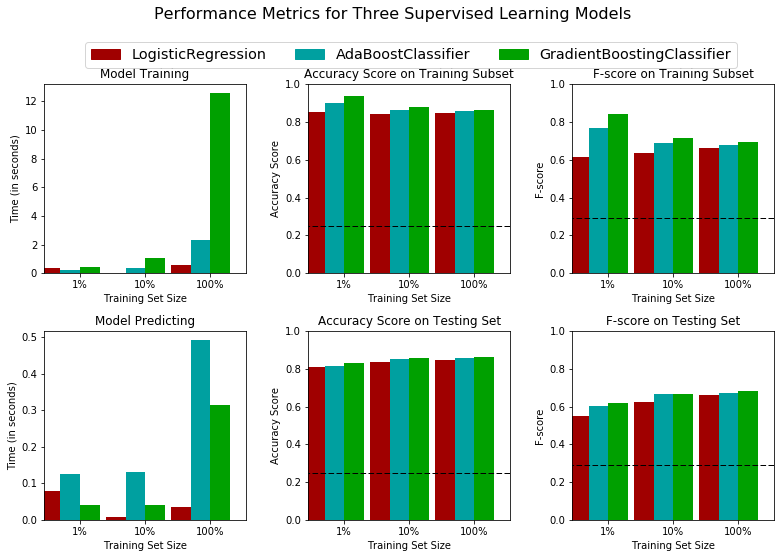 Performance Metrics for Three Supervised Learning Models
LogisticRegression AdaBoostClassifier GradientBoostingClassifier
Model Training
Time (in seconds)
12
10
8
6
4
2
0
1% 10% 100%
Training Set Size
Accuracy Score on Training Subset
Accuracy Score
1.0
0.8
0.6
0.4
0.2
0.0
1% 10% 100%
Training Set Size
F-score on Training Subset
F-score
1.0
0.8
0.6
0.4
0.2
0.0
1% 10% 100%
Training Set Size
Model Predicting
Time (in seconds)
0.5
0.4
0.3
0.2
0.1
0.0
1% 10% 100%
Training Set Size
Accuracy Score on Testing Set
Accuracy Score
1.0
0.8
0.6
0.4
0.2
0.0
1% 10% 100%
Training Set Size
F-score on Testing Set
F-score
1.0
0.8
0.6
0.4
0.2
0.0
1% 10% 100%
Training Set Size